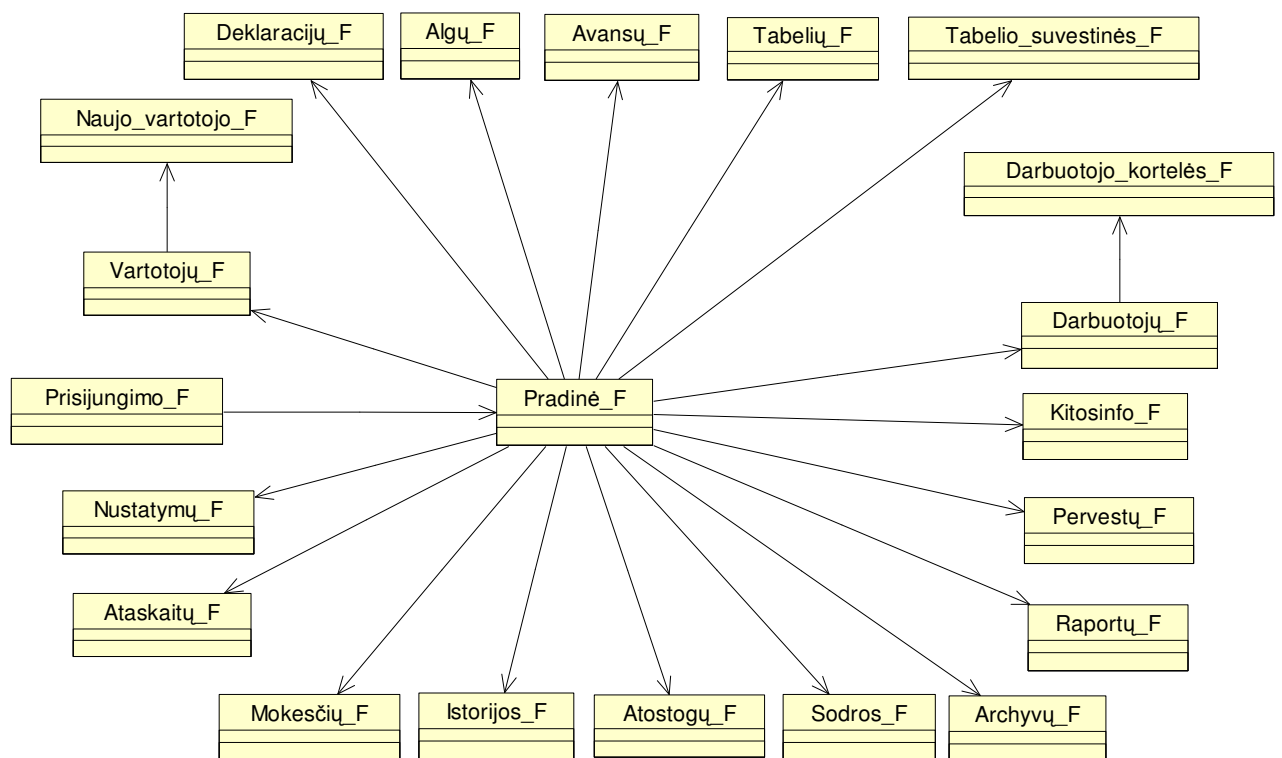 Deklaracijų_F
Algų_F
Avansų_F
Tabelių_F
Tabelio_suvestinės_F
Naujo_vartotojo_F
Darbuotojo_kortelės_F
Vartotojų_F
Darbuotojų_F
Prisijungimo_F
Pradinė_F
Kitosinfo_F
Nustatymų_F
Pervestų_F
Ataskaitų_F
Raportų_F
Mokesčių_F
Istorijos_F
Atostogų_F
Sodros_F
Archyvų_F